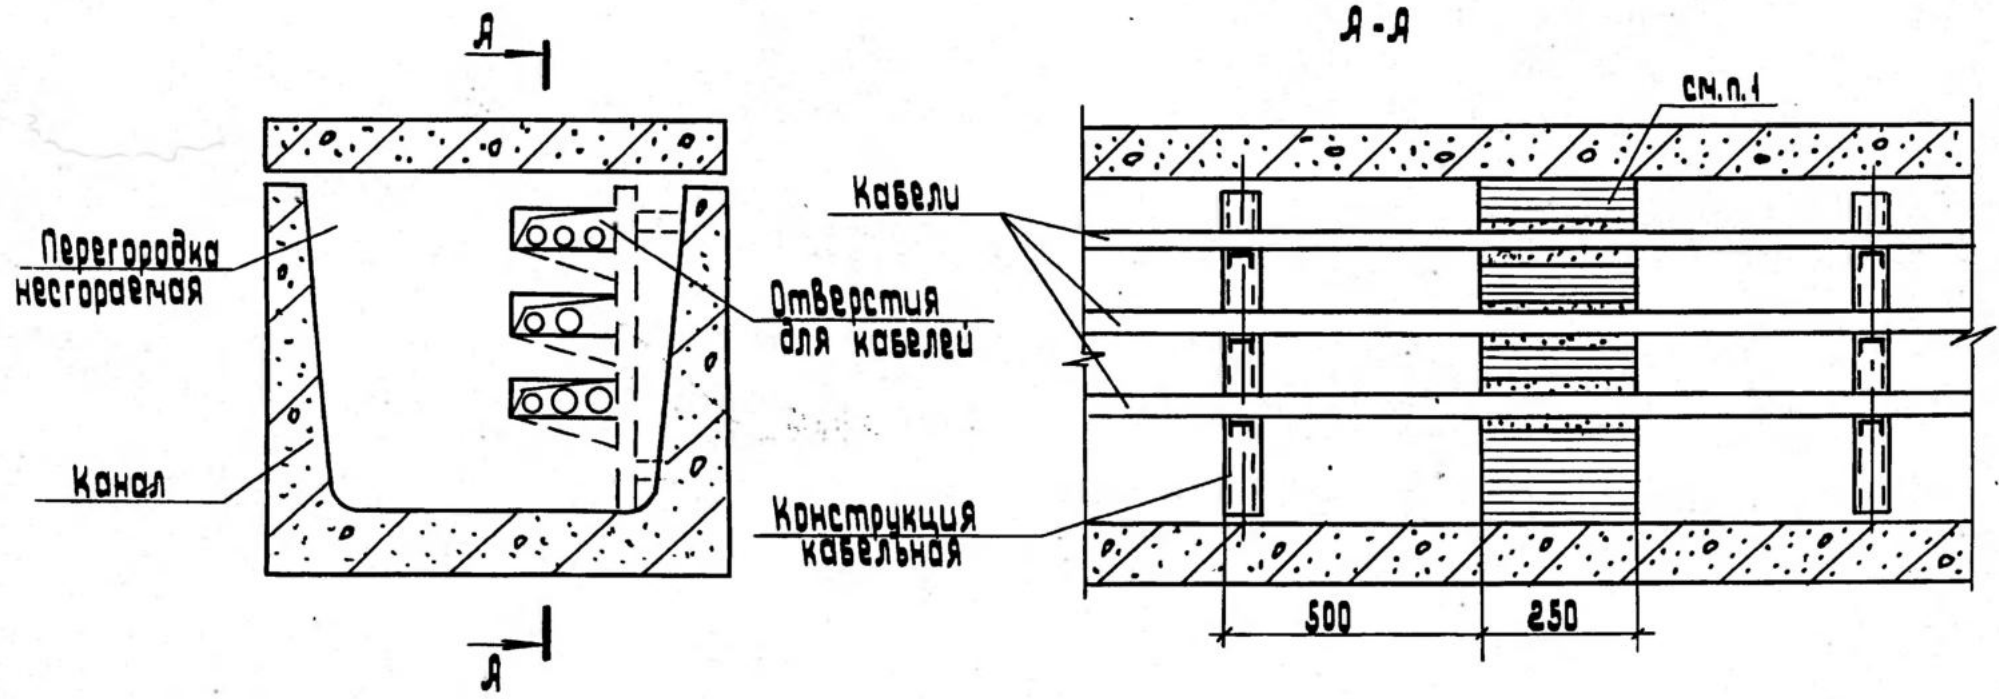 А
А-А
см.п.1
Кабели
Перегородка
несгораемая
Отверстия
для кабелей
Канал
Конструкция
кабельная
500
250
А